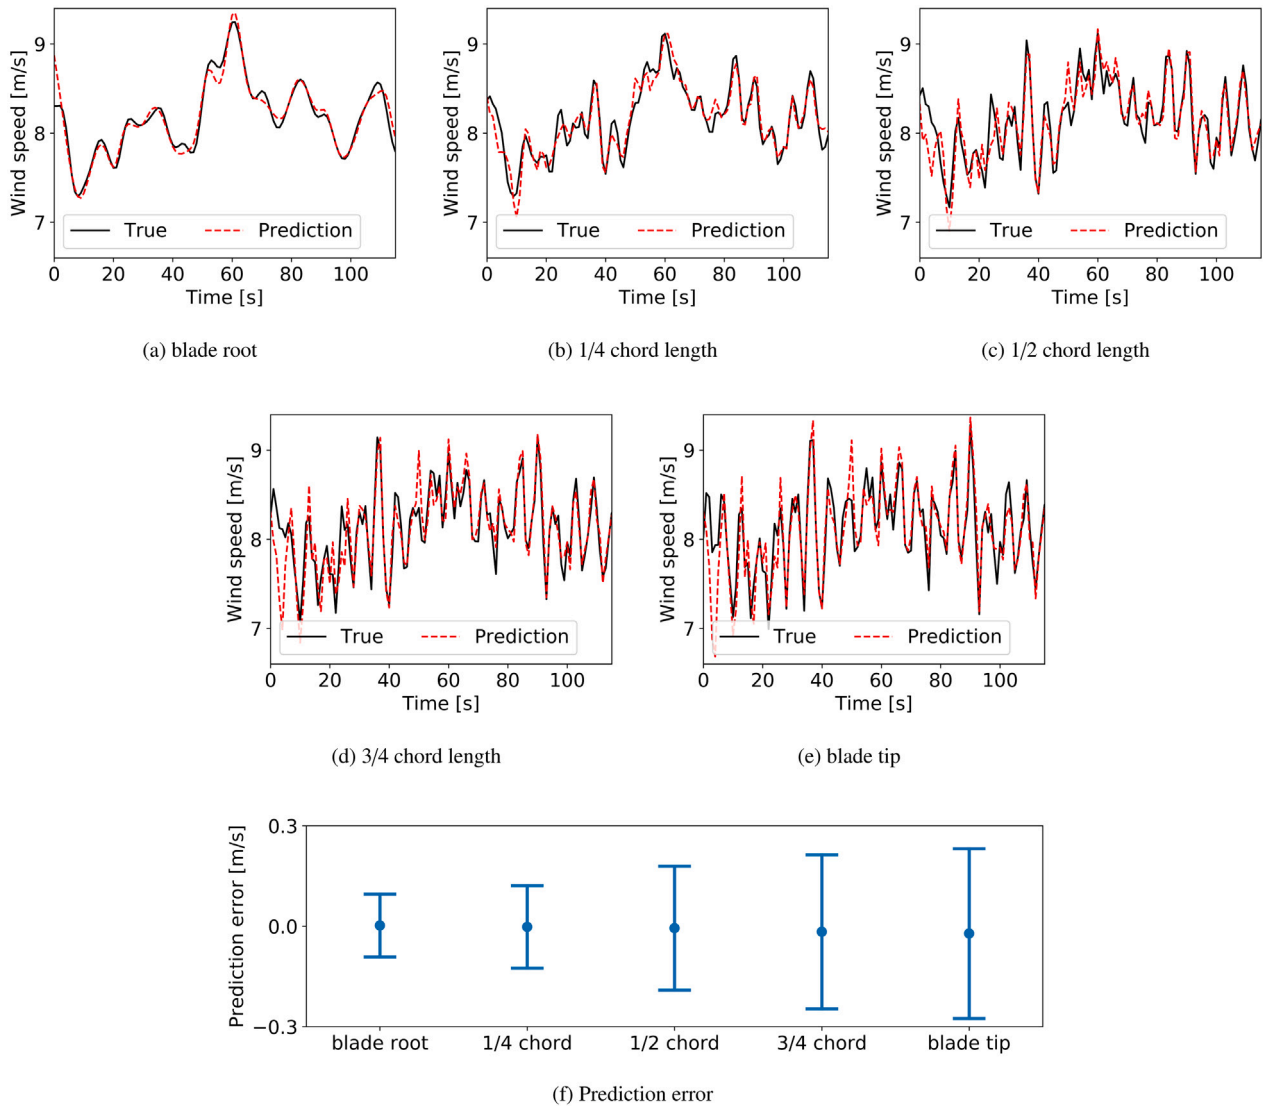 Wind speed [m/s]
9
8
7
True
Prediction
0 20 40 60 80 100
Time [s]
(a) blade root
Wind speed [m/s]
9
8
7
True
Prediction
0 20 40 60 80 100
Time [s]
(b) 1/4 chord length
Wind speed [m/s]
9
8
7
True
Prediction
0 20 40 60 80 100
Time [s]
(c) 1/2 chord length
Wind speed [m/s]
9
8
7
True
Prediction
0 20 40 60 80 100
Time [s]
(d) 3/4 chord length
Wind speed [m/s]
9
8
7
True
Prediction
0 20 40 60 80 100
Time [s]
(e) blade tip
Prediction error [m/s]
0.3
0.0
−0.3
blade root 1/4 chord 1/2 chord 3/4 chord blade tip
(f) Prediction error